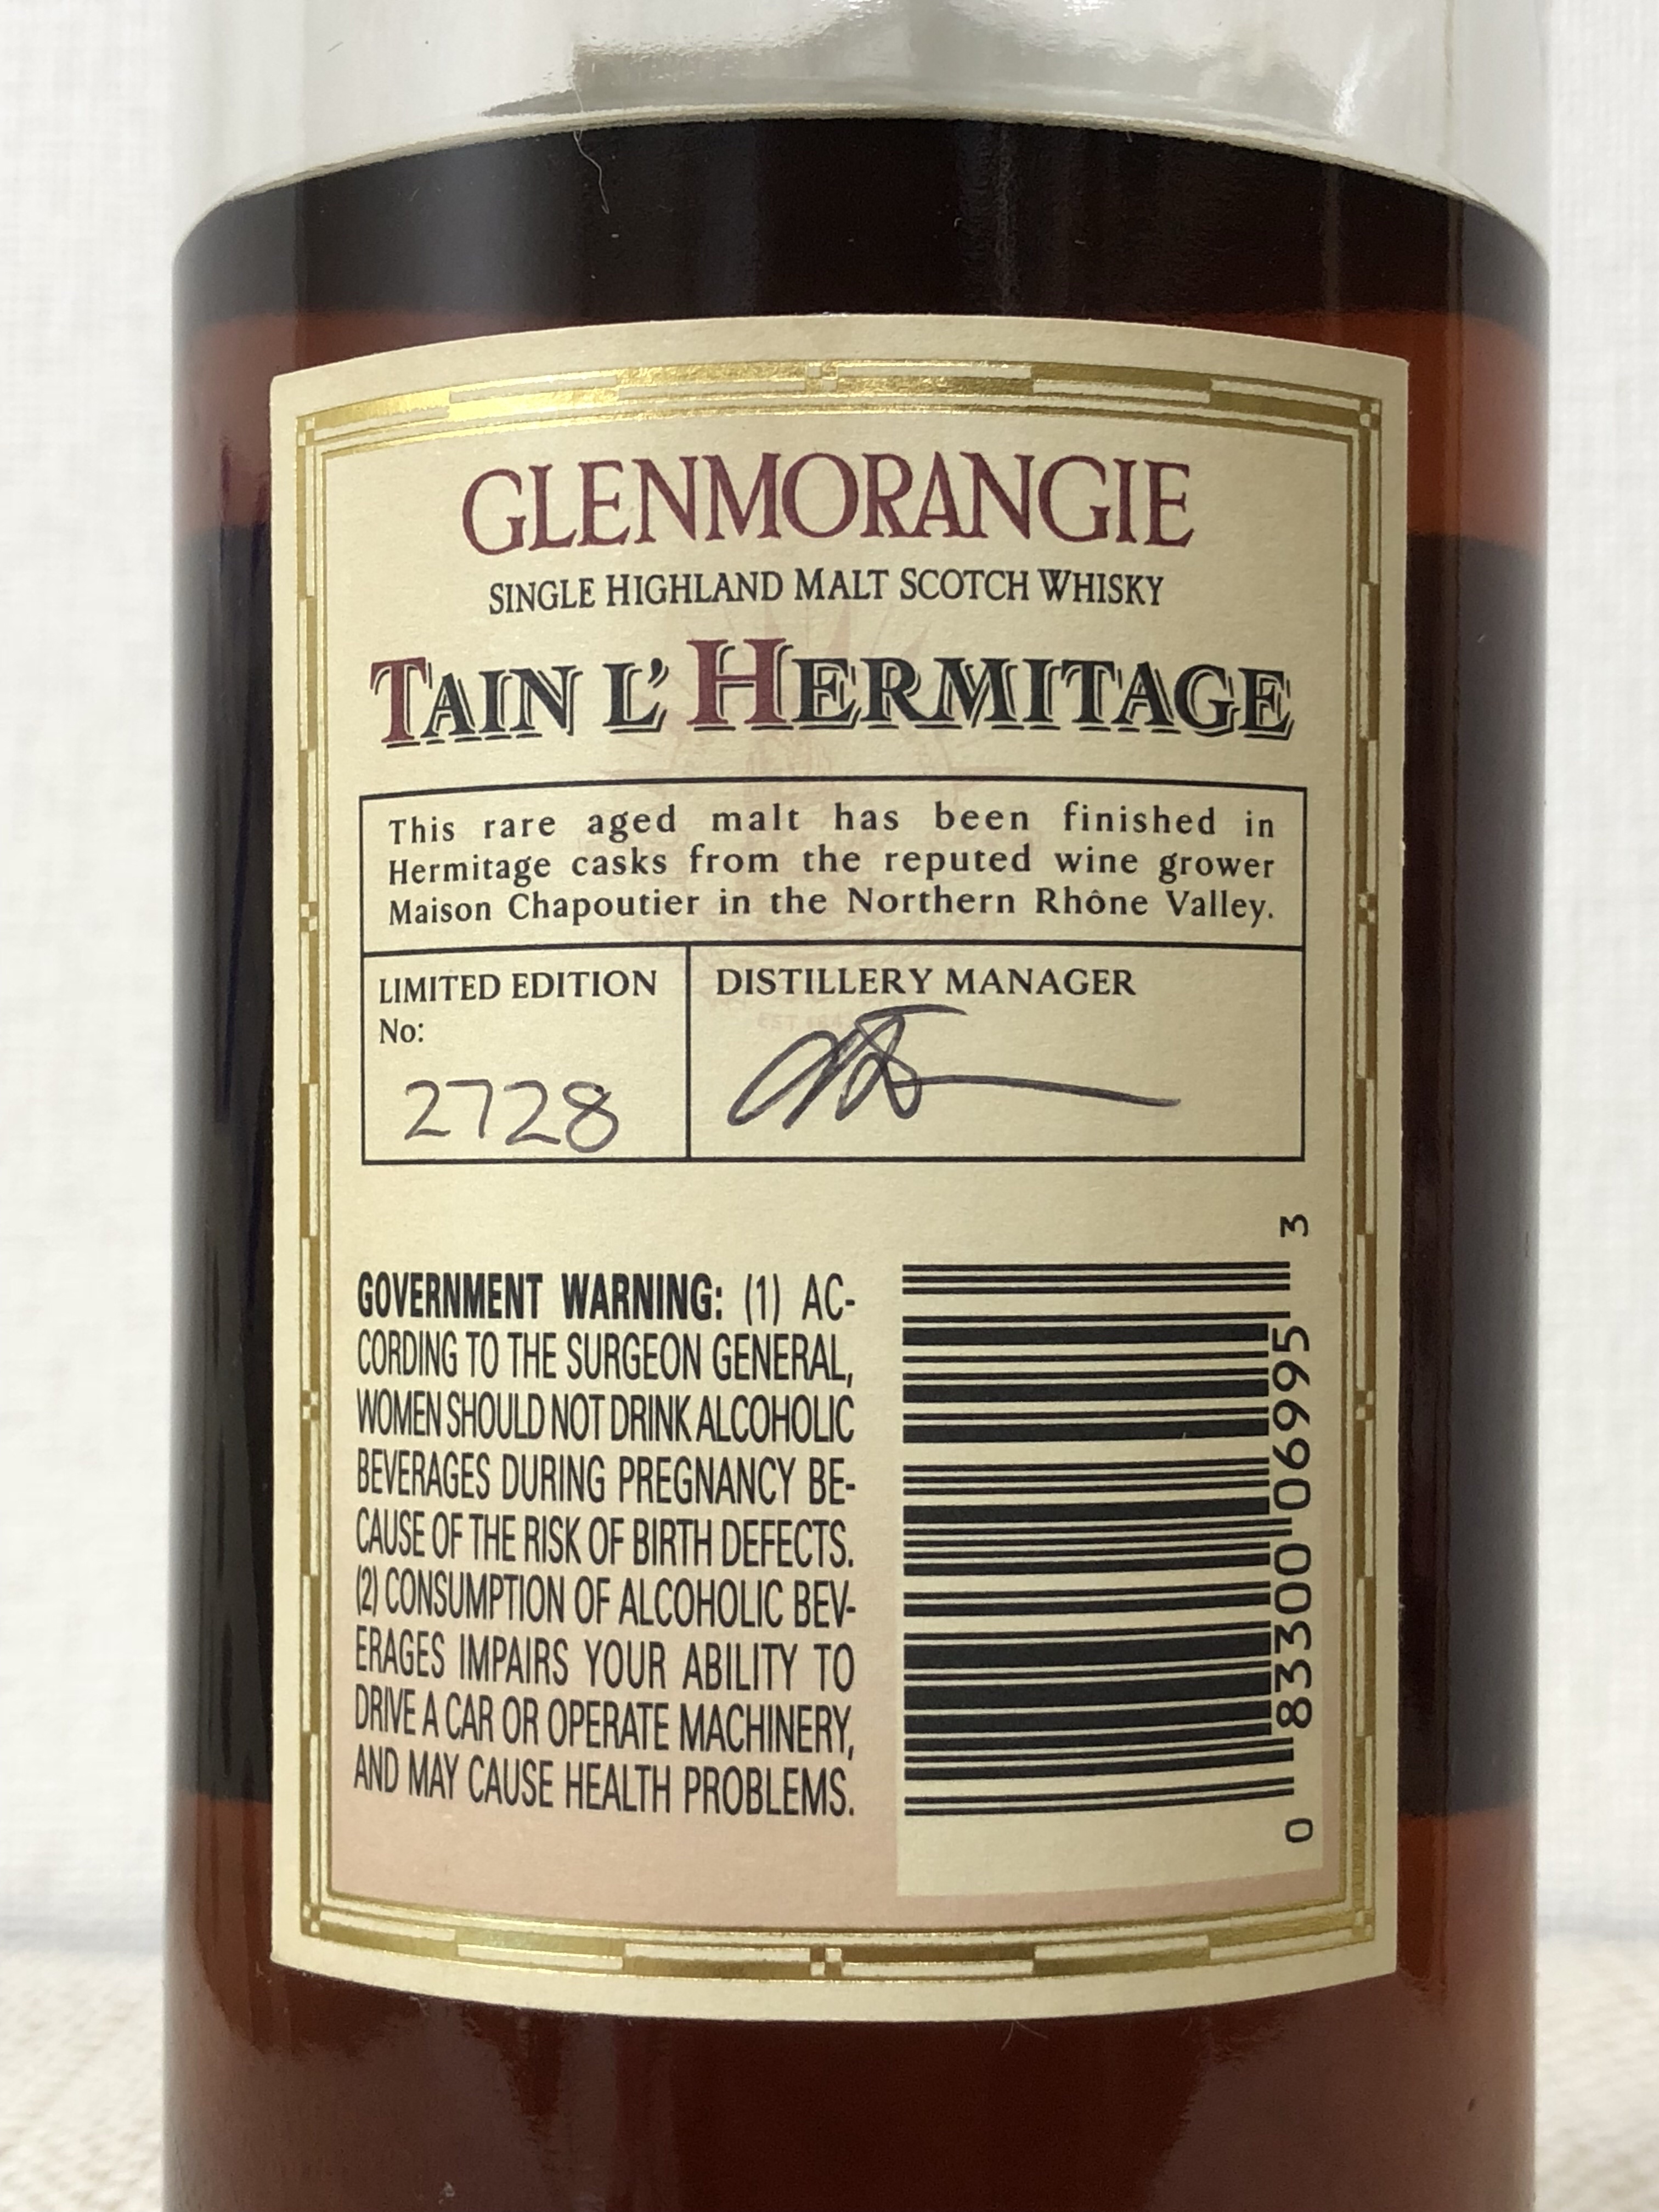 GLENMORANGIE
SINGLE HIGHLAND MALT SCOTCH WHISKY
TAIN L' HERMITAGE
This rare aged malt has been finished in
Hermitage casks from the reputed wine grower
Maison Chapoutier in the Northern Rhône Valley.
LIMITED EDITION
No:
2728
DISTILLERY MANAGER
GOVERNMENT WARNING: (1) AC-
CORDING TO THE SURGEON GENERAL,
WOMEN SHOULD NOT DRINK ALCOHOLIC
BEVERAGES DURING PREGNANCY BE-
CAUSE OF THE RISK OF BIRTH DEFECTS.
(2) CONSUMPTION OF ALCOHOLIC BEV-
ERAGES IMPAIRS YOUR ABILITY TO
DRIVE A CAR OR OPERATE MACHINERY,
AND MAY CAUSE HEALTH PROBLEMS.
0 83300 06995 3